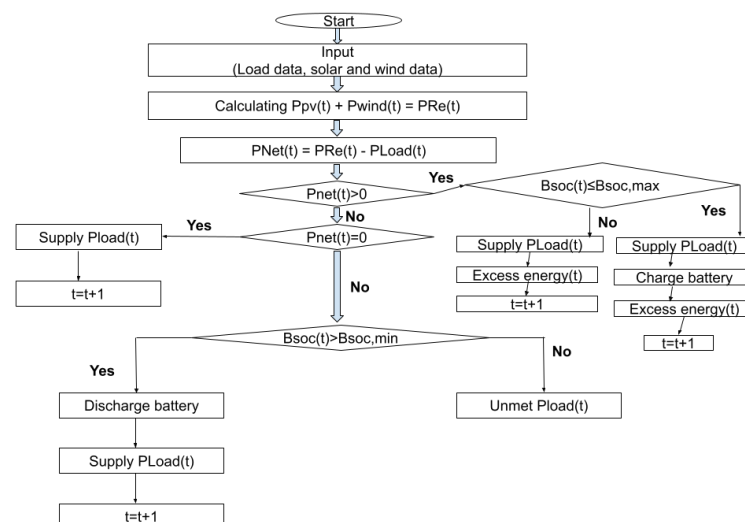 Start
Input
(Load data, solar and wind data)
Calculating Ppv(t) + Pwind(t) = PRe(t)
PNet(t) = PRe(t) - PLoad(t)
Pnet(t)>0
Yes
Bsoc(t)≤Bsoc,max
No
Yes
No
Yes
Pnet(t)=0
Supply Pload(t)
t=t+1
Supply PLoad(t)
Excess energy(t)
t=t+1
Supply PLoad(t)
Charge battery
Excess energy(t)
t=t+1
No
Bsoc(t)>Bsoc,min
Yes
No
Discharge battery
Unmet Pload(t)
Supply PLoad(t)
t=t+1